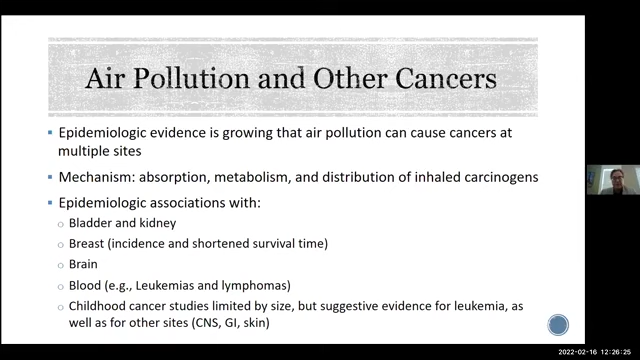 Air Pollution and Other Cancers
Epidemiologic evidence is growing that air pollution can cause cancers at
multiple sites
Mechanism: absorption, metabolism, and distribution of inhaled carcinogens
Epidemiologic associations with:
Bladder and kidney
Breast (incidence and shortened survival time)
Brain
Blood (e.g., Leukemias and lymphomas)
Childhood cancer studies limited by size, but suggestive evidence for leukemia, as
well as for other sites (CNS, GI, skin)
2022-02-16 12:26:25